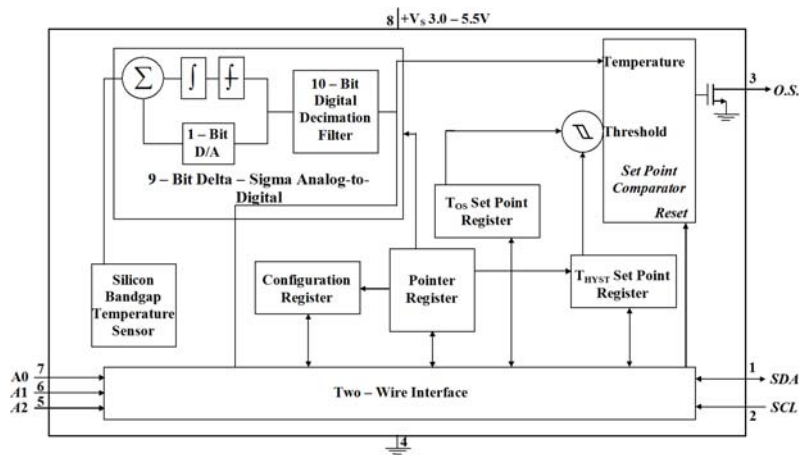 8 +VS 3.0 – 5.5V
Σ
∫
10 – Bit
Digital
Decimation
Filter
1 – Bit
D/A
9 – Bit Delta – Sigma Analog-to-
Digital
Temperature
Threshold
Set Point
Comparator
Reset
3 O.S.
TOS Set Point
Register
Silicon
Bandgap
Temperature
Sensor
Configuration
Register
Pointer
Register
THYST Set Point
Register
A0 7
A1 6
A2 5
Two – Wire Interface
1 SDA
2 SCL
4